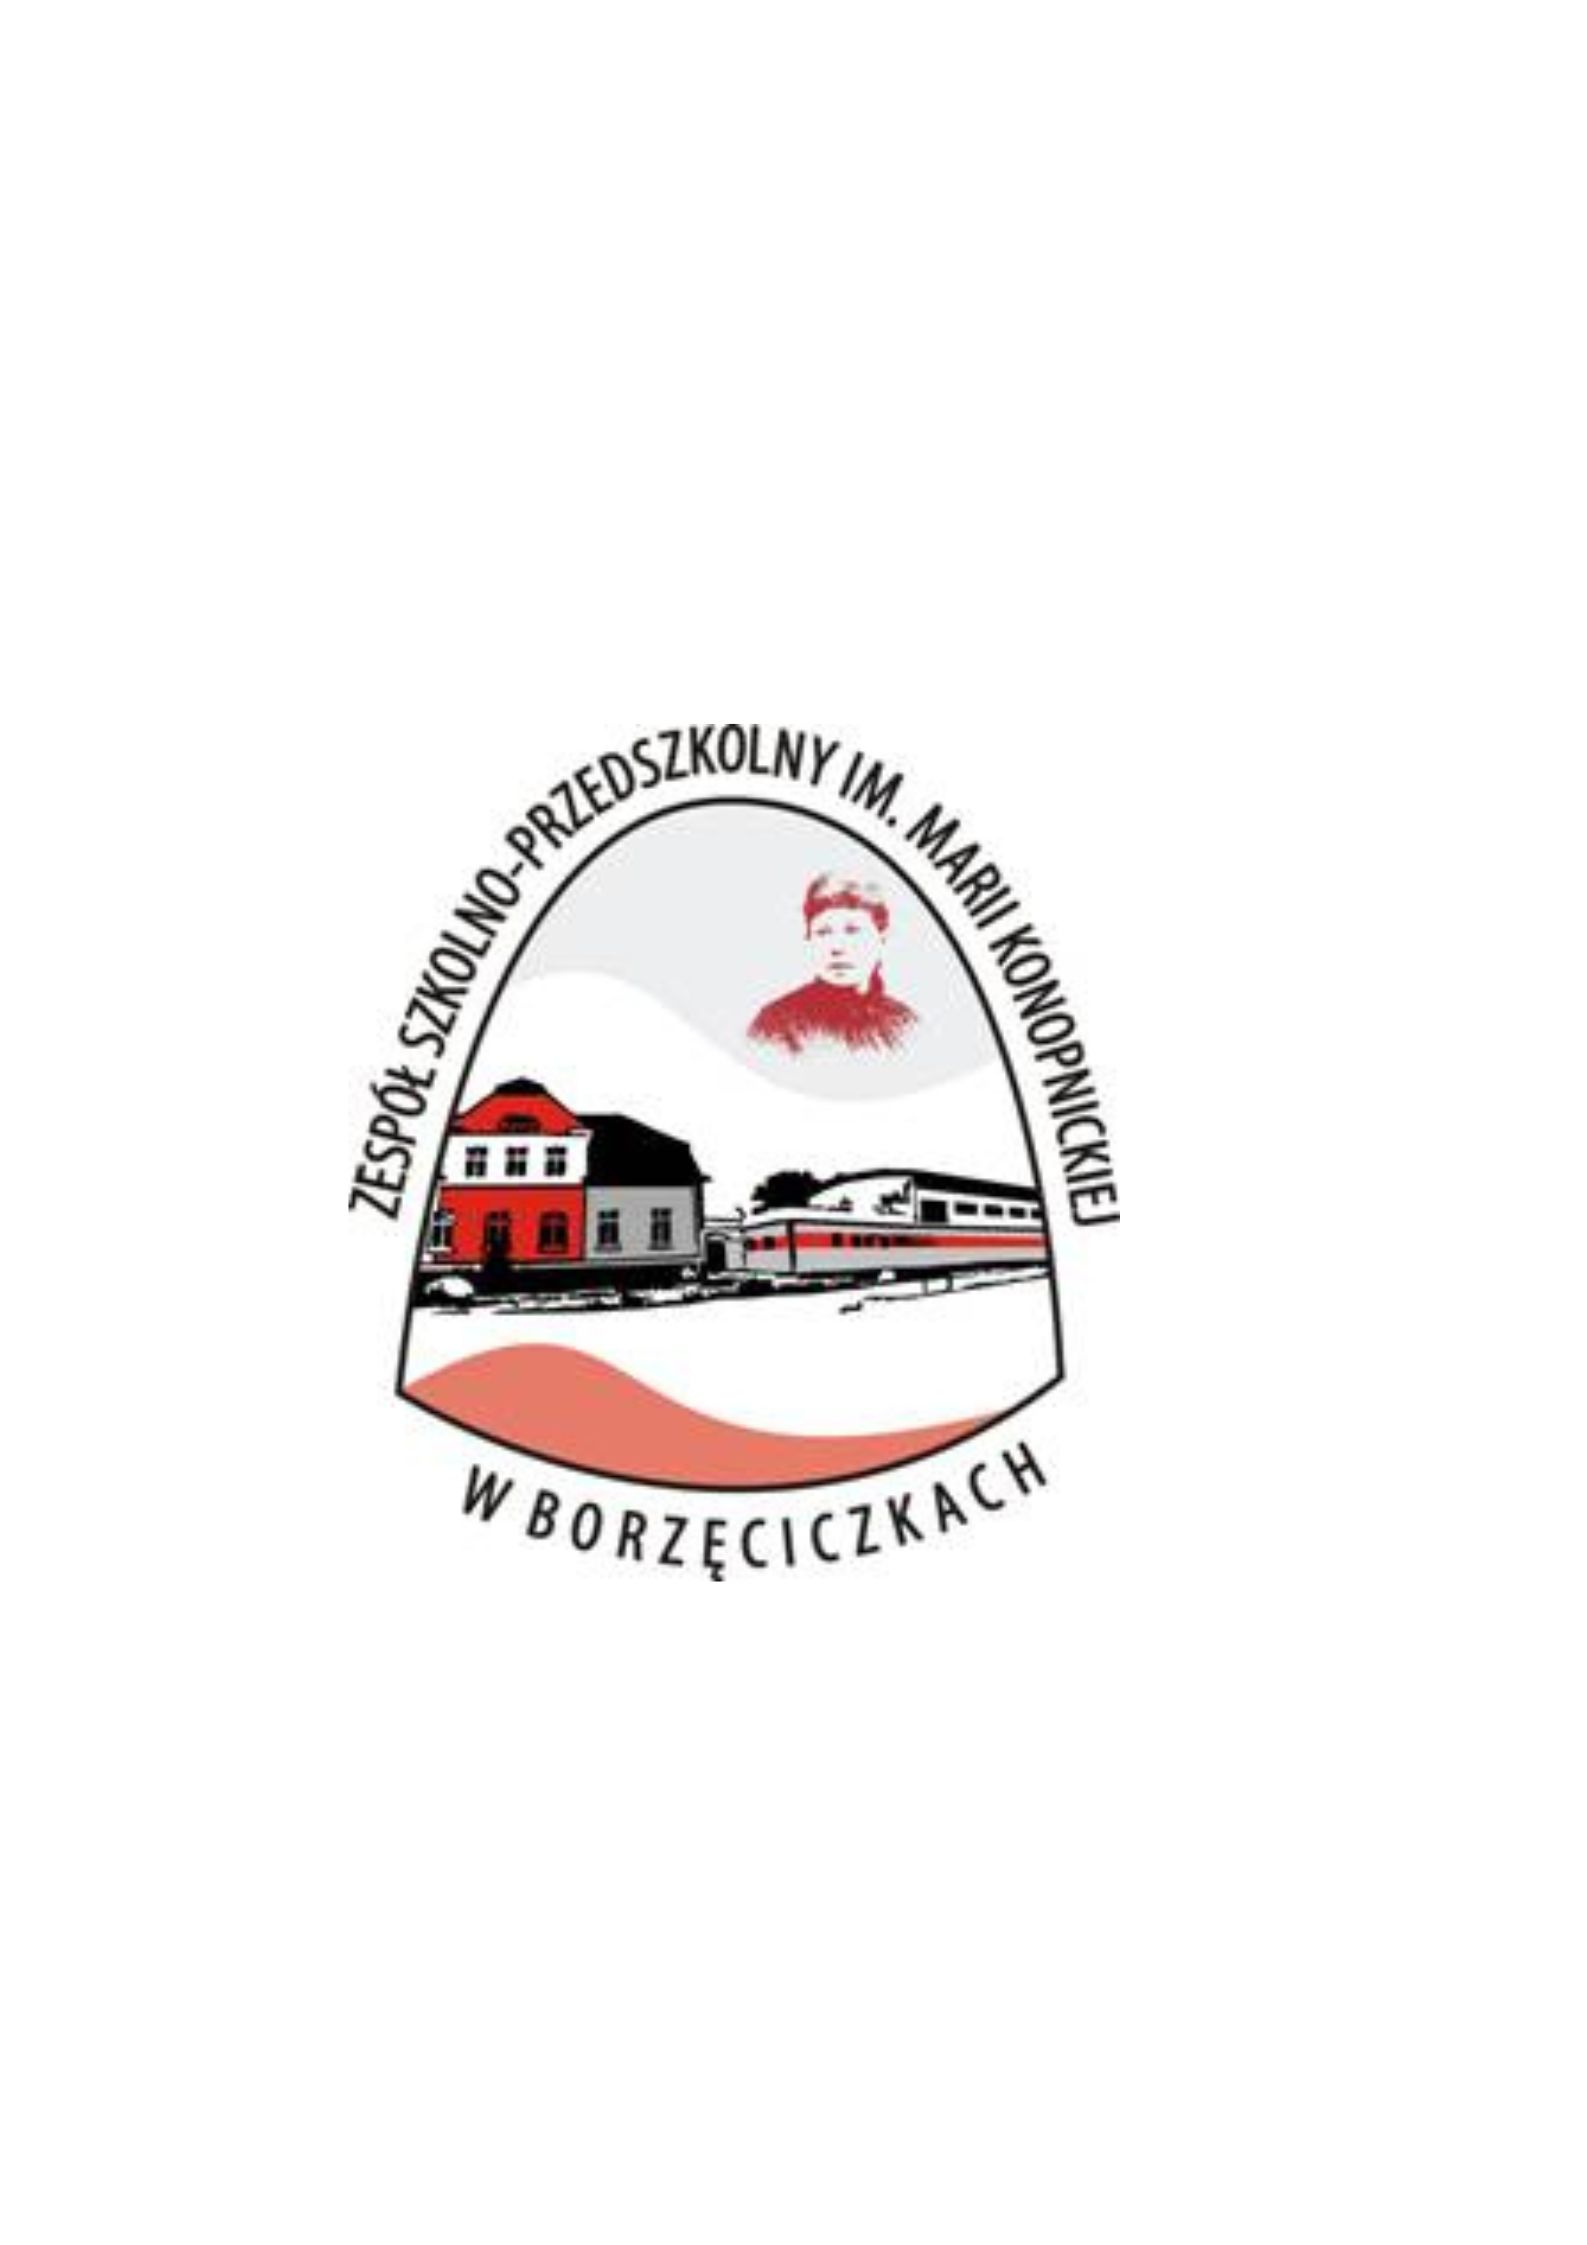 ZESPÓŁ SZKOLNO-PRZEDSZKOLNY IM. MARII KONOPNICKIEJ
W BORZĘCICZKACH